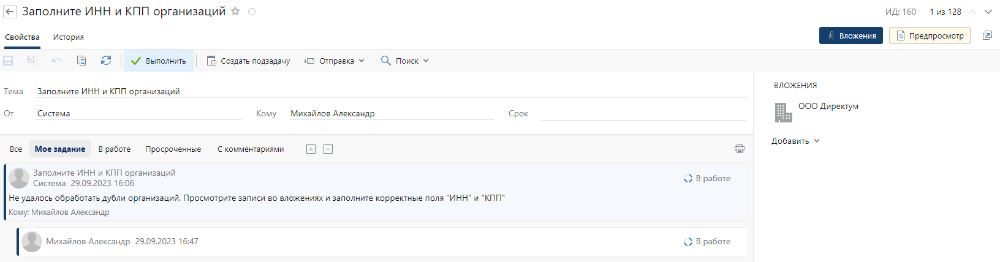 Заполните ИНН и КПП организаций
ИД: 160
1 из 128
Свойства
История
Вложения
Предпросмотр
Выполнить
Создать подзадачу
Отправка
Поиск
Тема
Заполните ИНН и КПП организаций
От
Система
Кому
Михайлов Александр
Срок
Все
Мое задание
В работе
Просроченные
С комментариями
Заполните ИНН и КПП организаций
Система 29.09.2023 16:06
В работе
Не удалось обработать дубли организаций. Просмотрите записи во вложениях и заполните корректные поля "ИНН" и "КПП"
Кому: Михайлов Александр
Михайлов Александр 29.09.2023 16:47
В работе
ВЛОЖЕНИЯ
ООО Директум
Добавить